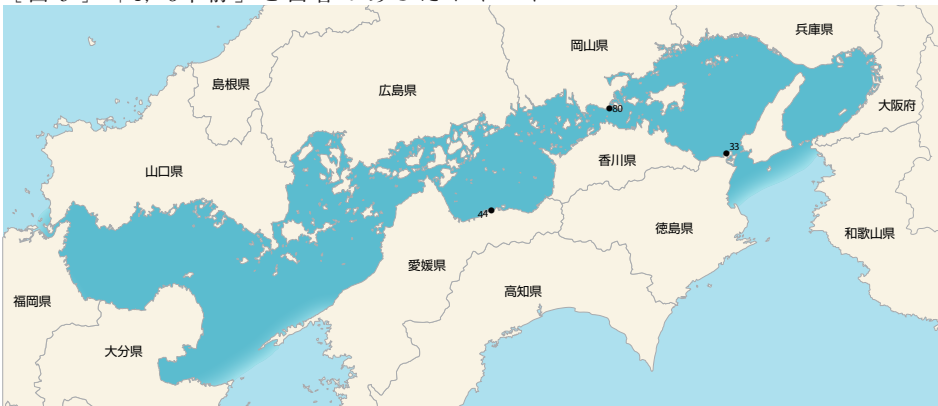 兵庫県
岡山県
島根県
広島県
大阪府
80
33
香川県
山口県
44
徳島県
和歌山県
愛媛県
高知県
福岡県
大分県